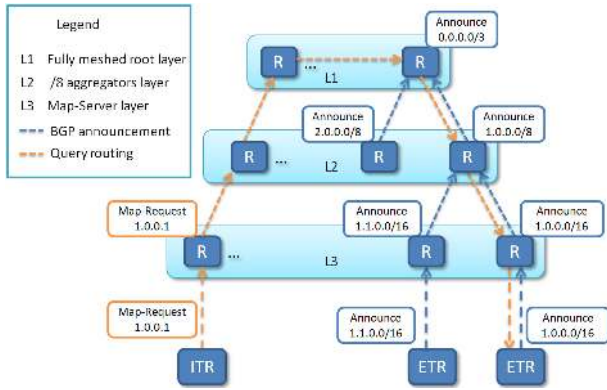 Legend
L1 Fully meshed root layer
L2 /8 aggregators layer
L3 Map-Server layer
BGP announcement
Query routing
Announce
0.0.0.0/3
R
...
R
L1
Announce
2.0.0.0/8
Announce
1.0.0.0/8
R
...
R
R
L2
Map-Request
1.0.0.1
Announce
1.1.0.0/16
Announce
1.0.0.0/16
R
...
R
R
L3
Map-Request
1.0.0.1
Announce
1.1.0.0/16
Announce
1.0.0.0/16
ITR
ETR
ETR